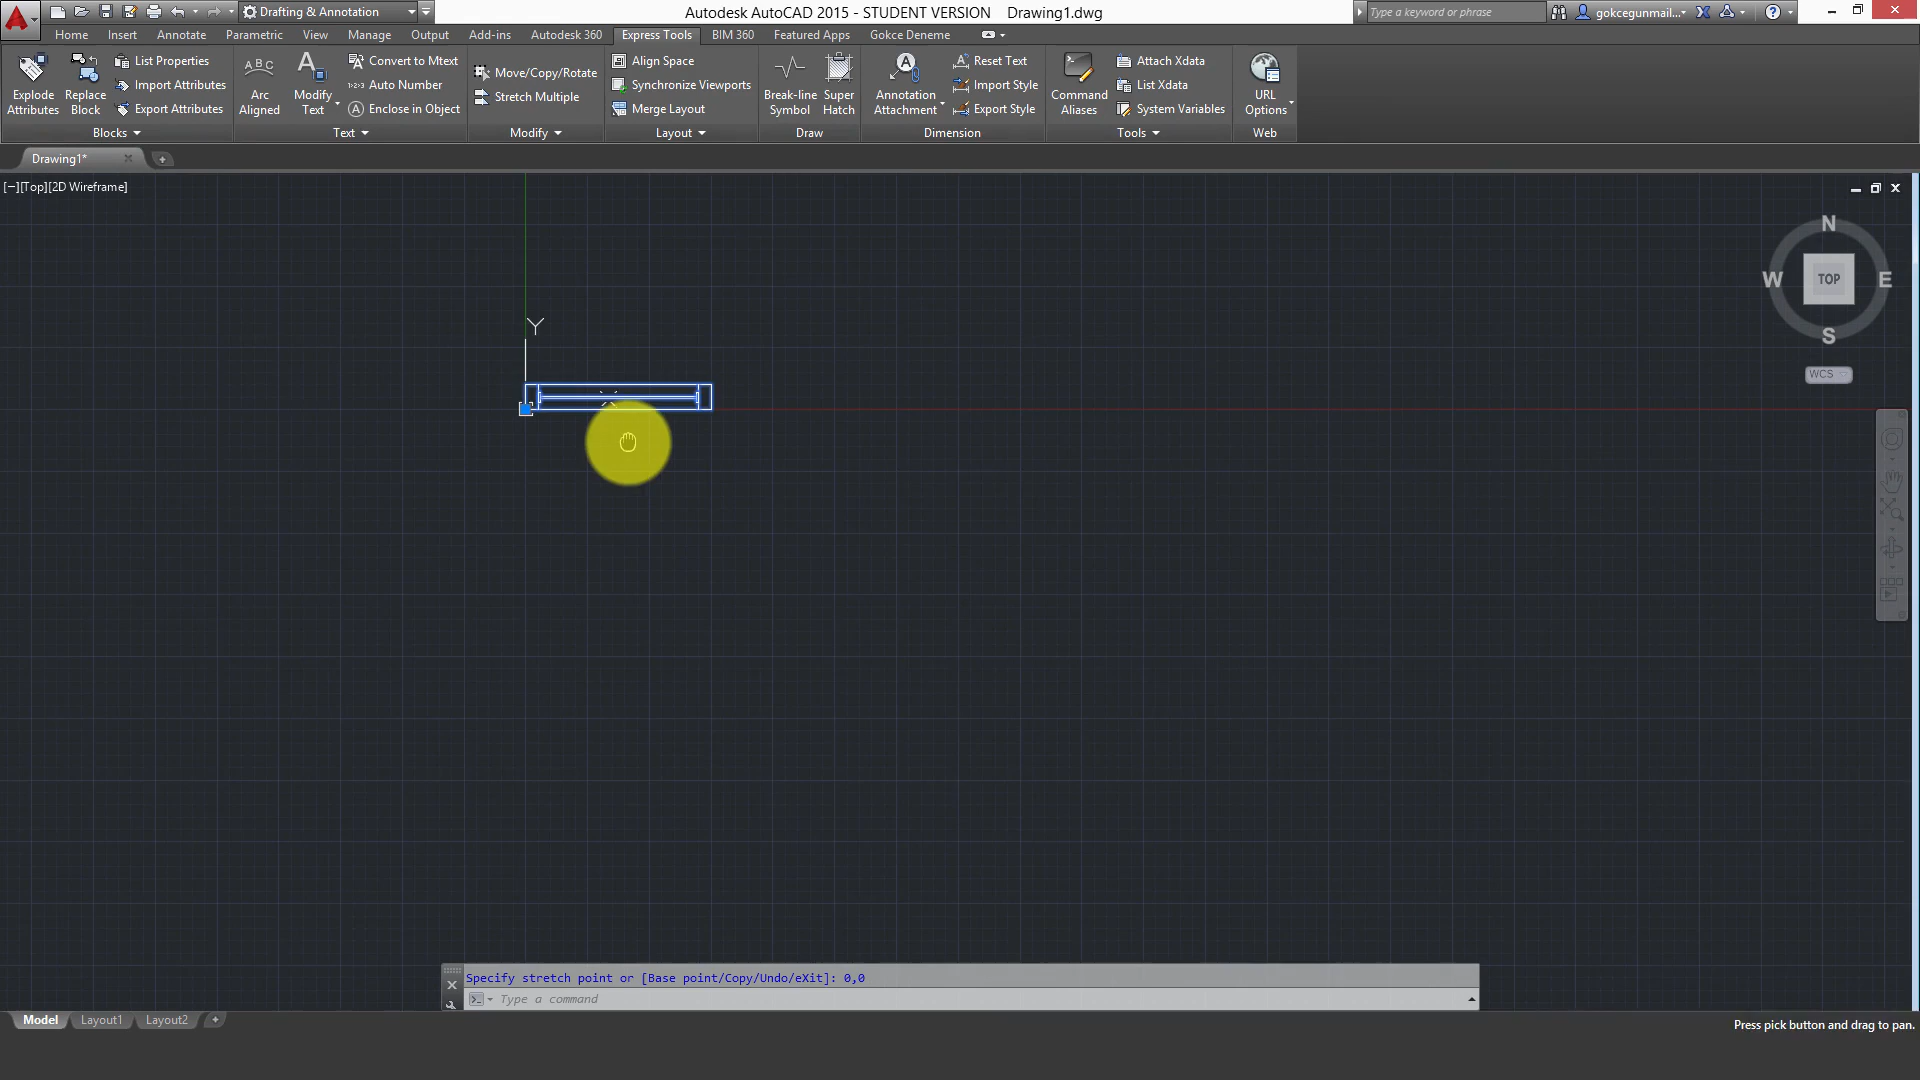 Drafting & Annotation
Autodesk AutoCAD 2015 - STUDENT VERSION Drawing1.dwg
Type a keyword or phrase
gokcegunmail...
Home Insert Annotate Parametric View Manage Output Add-ins Autodesk 360 Express Tools BIM 360 Featured Apps Gokce Deneme
Explode Attributes
Replace Block
List Properties
Import Attributes
Export Attributes
Blocks
ABC
Arc Aligned
Modify Text
Convert to Mtext
1-2-3 Auto Number
Enclose in Object
Text
Move/Copy/Rotate
Stretch Multiple
Modify
Align Space
Synchronize Viewports
Merge Layout
Layout
Break-line Symbol
Super Hatch
Draw
Annotation Attachment
Reset Text
Import Style
Export Style
Dimension
Command Aliases
Attach Xdata
List Xdata
System Variables
Tools
URL Options
Web
Drawing1*
[−][Top][2D Wireframe]
N
W TOP E
S
WCS
Y
Specify stretch point or [Base point/Copy/Undo/eXit]: 0,0
Type a command
Model Layout1 Layout2
Press pick button and drag to pan.